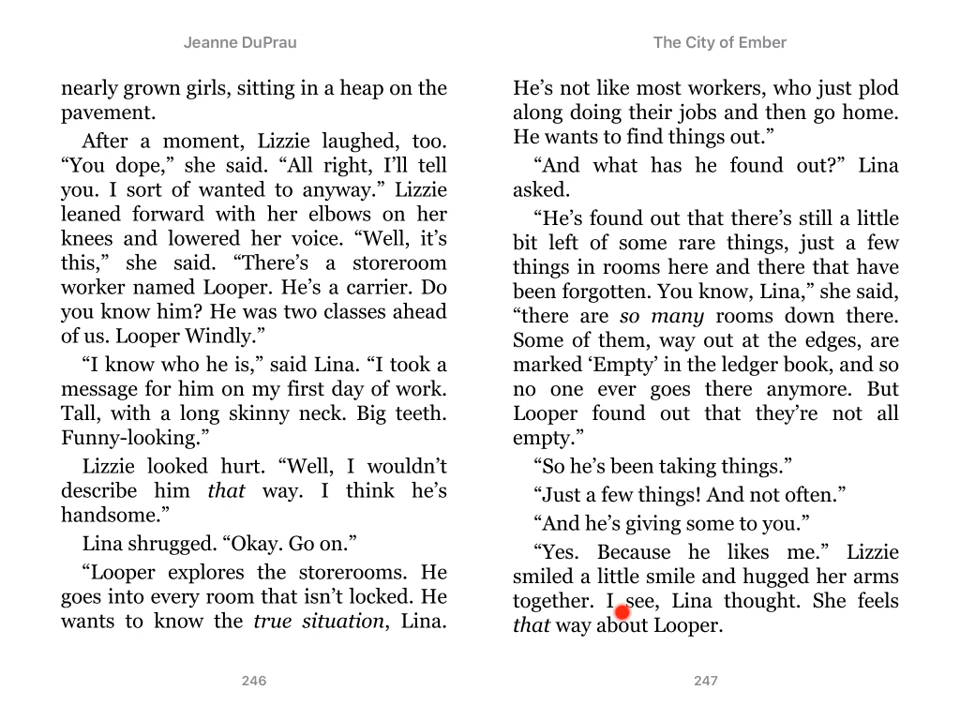 Jeanne DuPrau
nearly grown girls, sitting in a heap on the
pavement.
After a moment, Lizzie laughed, too.
“You dope,” she said. “All right, I’ll tell
you. I sort of wanted to anyway.” Lizzie
leaned forward with her elbows on her
knees and lowered her voice. “Well, it’s
this,” she said. “There’s a storeroom
worker named Looper. He’s a carrier. Do
you know him? He was two classes ahead
of us. Looper Windly.”
“I know who he is,” said Lina. “I took a
message for him on my first day of work.
Tall, with a long skinny neck. Big teeth.
Funny-looking.”
Lizzie looked hurt. “Well, I wouldn’t
describe him that way. I think he’s
handsome.”
Lina shrugged. “Okay. Go on.”
“Looper explores the storerooms. He
goes into every room that isn’t locked. He
wants to know the true situation, Lina.
246
The City of Ember
He’s not like most workers, who just plod
along doing their jobs and then go home.
He wants to find things out.”
“And what has he found out?” Lina
asked.
“He’s found out that there’s still a little
bit left of some rare things, just a few
things in rooms here and there that have
been forgotten. You know, Lina,” she said,
“there are so many rooms down there.
Some of them, way out at the edges, are
marked ‘Empty’ in the ledger book, and so
no one ever goes there anymore. But
Looper found out that they’re not all
empty.”
“So he’s been taking things.”
“Just a few things! And not often.”
“And he’s giving some to you.”
“Yes. Because he likes me.” Lizzie
smiled a little smile and hugged her arms
together. I see, Lina thought. She feels
that way about Looper.
247